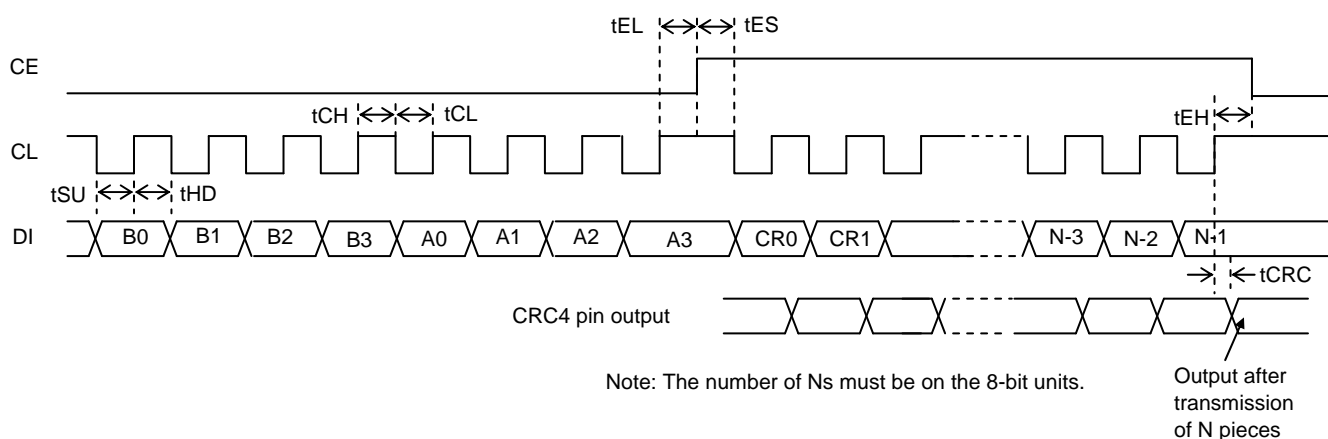 tEL tES
CE
tCH tCL tEH
CL
tSU tHD
DI B0 B1 B2 B3 A0 A1 A2 A3 CR0 CR1 N-3 N-2 N-1
tCRC
CRC4 pin output
Note: The number of Ns must be on the 8-bit units.
Output after
transmission
of N pieces